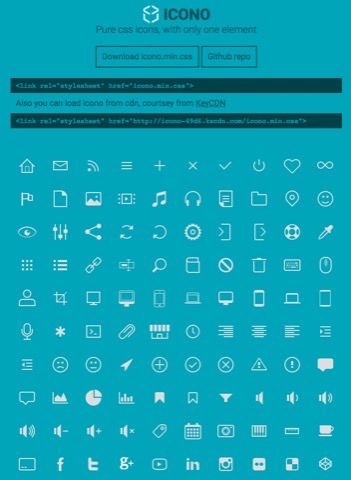 ICONO
Pure css icons, with only one element
Download icono.min.css
Github repo
<link rel="stylesheet" href="icono.min.css">
Also you can load icono from cdn, courtsey from KeyCDN
<link rel="stylesheet" href="http://icono-49d6.kxcdn.com/icono.min.css">